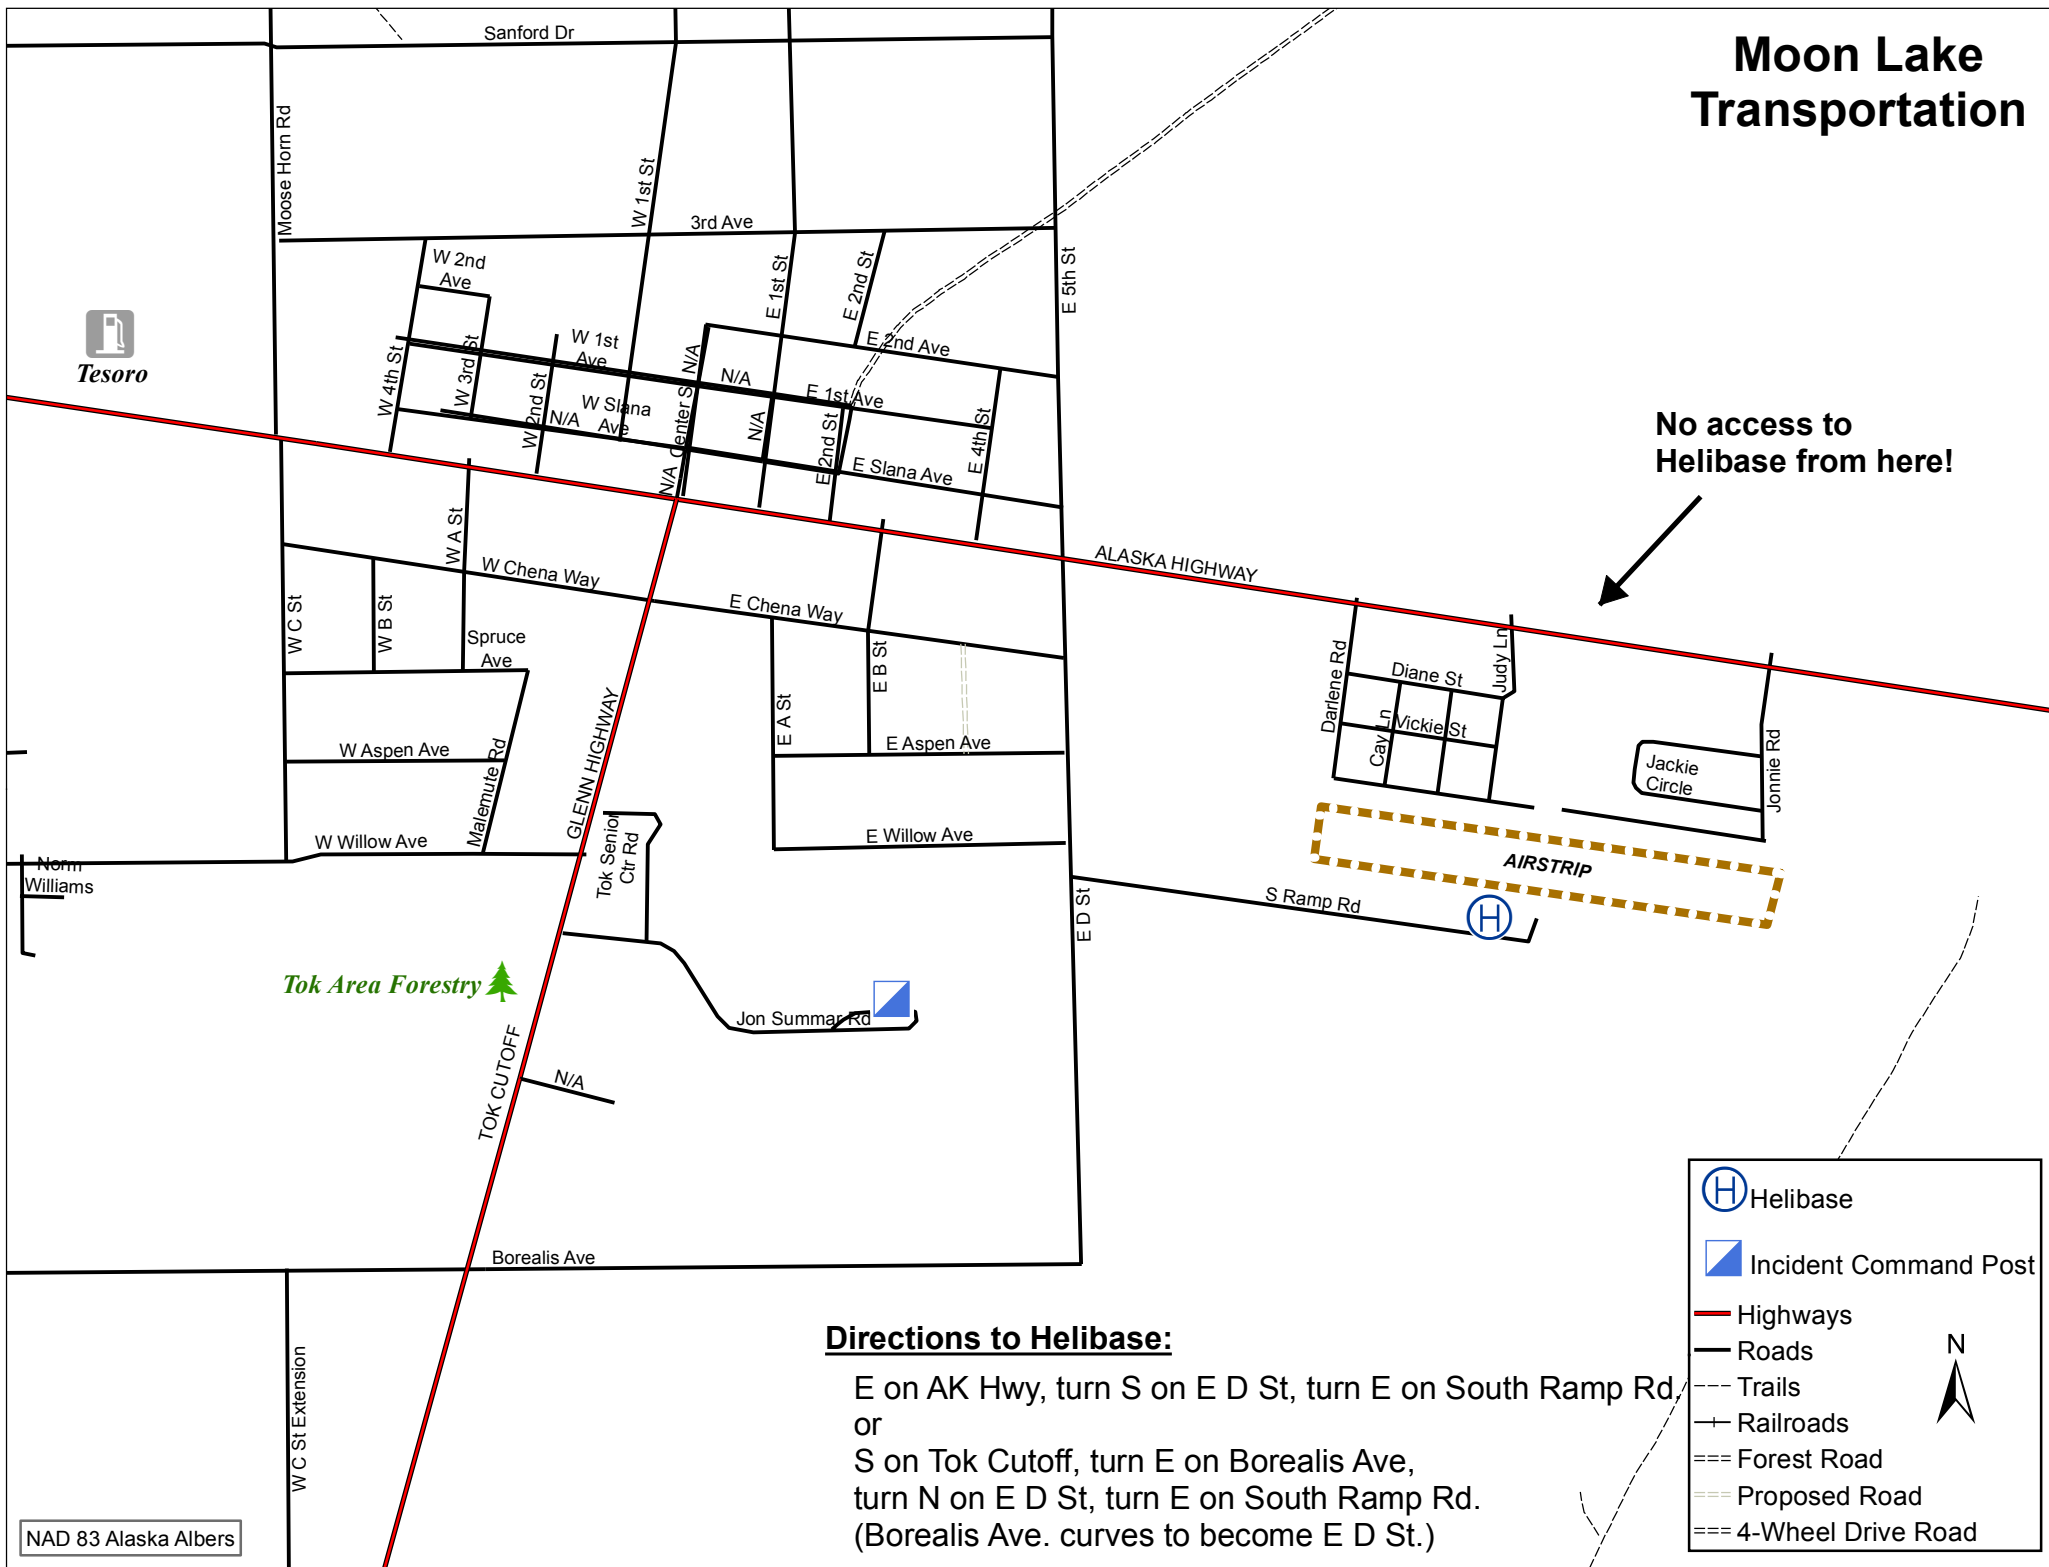 Moon Lake
Transportation
Sanford Dr
Moose Horn Rd
W 1st St
3rd Ave
W 2nd
Ave
E 1st St
E 2nd St
E 5th St
Tesoro
W 4th St
W 3rd St
W 1st
Ave
N/A
N/A
E 2nd Ave
E 1st Ave
W 2nd St
W Slana
Ave
N/A
Center St
N/A
E 2nd St
E 4th St
N/A
E Slana Ave
No access to
Helibase from here!
W A St
W Chena Way
E Chena Way
ALASKA HIGHWAY
W C St
W B St
Spruce
Ave
E B St
E A St
Darlene Rd
Diane St
Judy Ln
Cay Ln
Vickie St
Jackie
Circle
Jonnie Rd
W Aspen Ave
Malemute Rd
GLENN HIGHWAY
E Aspen Ave
W Willow Ave
E Willow Ave
Tok Senior
Ctr Rd
AIRSTRIP
Norm
Williams
S Ramp Rd
H
E D St
Tok Area Forestry
Jon Summar Rd
TOK CUTOFF
N/A
Borealis Ave
W C St Extension
Directions to Helibase:
E on AK Hwy, turn S on E D St, turn E on South Ramp Rd.
or
S on Tok Cutoff, turn E on Borealis Ave,
turn N on E D St, turn E on South Ramp Rd.
(Borealis Ave. curves to become E D St.)
H Helibase
Incident Command Post
Highways
Roads
Trails
Railroads
Forest Road
Proposed Road
4-Wheel Drive Road
N
NAD 83 Alaska Albers